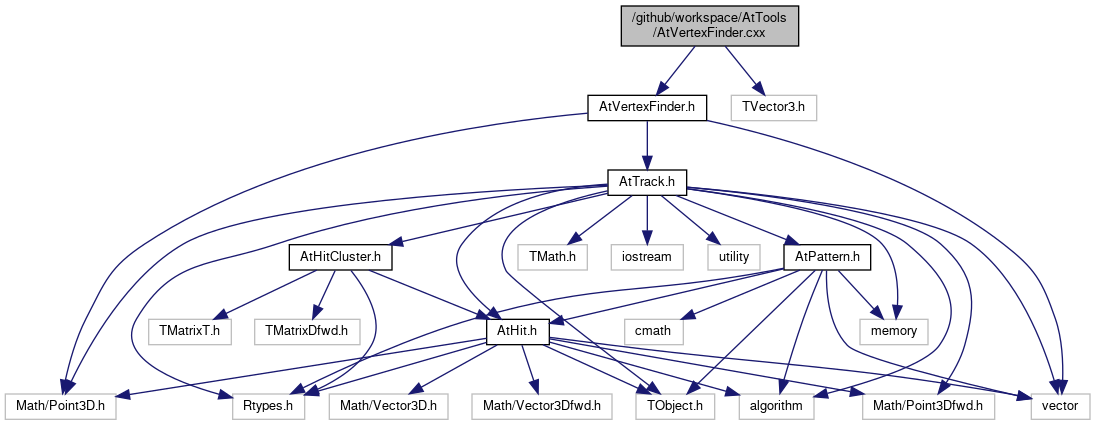 /github/workspace/AtTools
/AtVertexFinder.cxx
AtVertexFinder.h
TVector3.h
AtTrack.h
AtHitCluster.h
TMath.h
iostream
utility
AtPattern.h
TMatrixT.h
TMatrixDfwd.h
AtHit.h
cmath
memory
Math/Point3D.h
Rtypes.h
Math/Vector3D.h
Math/Vector3Dfwd.h
TObject.h
algorithm
Math/Point3Dfwd.h
vector